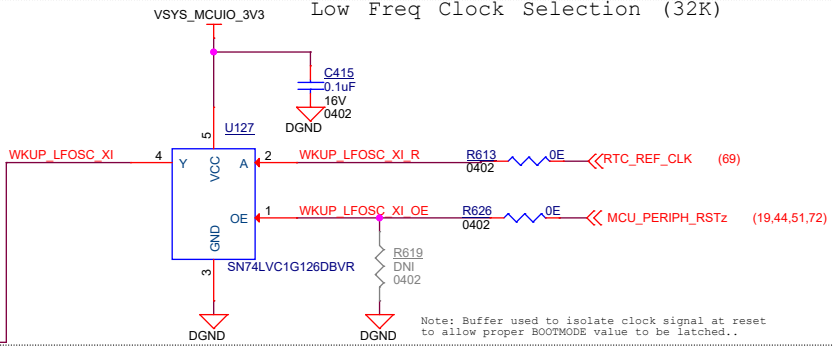 Low Freq Clock Selection (32K)
VSYS_MCUIO_3V3
C415
0.1uF
16V
0402
DGND
U127
5
WKUP_LFOSC_XI
4
Y
VCC
A
2
WKUP_LFOSC_XI_R
R613
0402
0E
RTC_REF_CLK
(69)
OE
1
WKUP_LFOSC_XI_OE
R626
0402
0E
MCU_PERIPH_RSTz
(19,44,51,72)
GND
3
SN74LVC1G126DBVR
R619
DNI
0402
DGND
DGND
Note: Buffer used to isolate clock signal at reset
to allow proper BOOTMODE value to be latched..